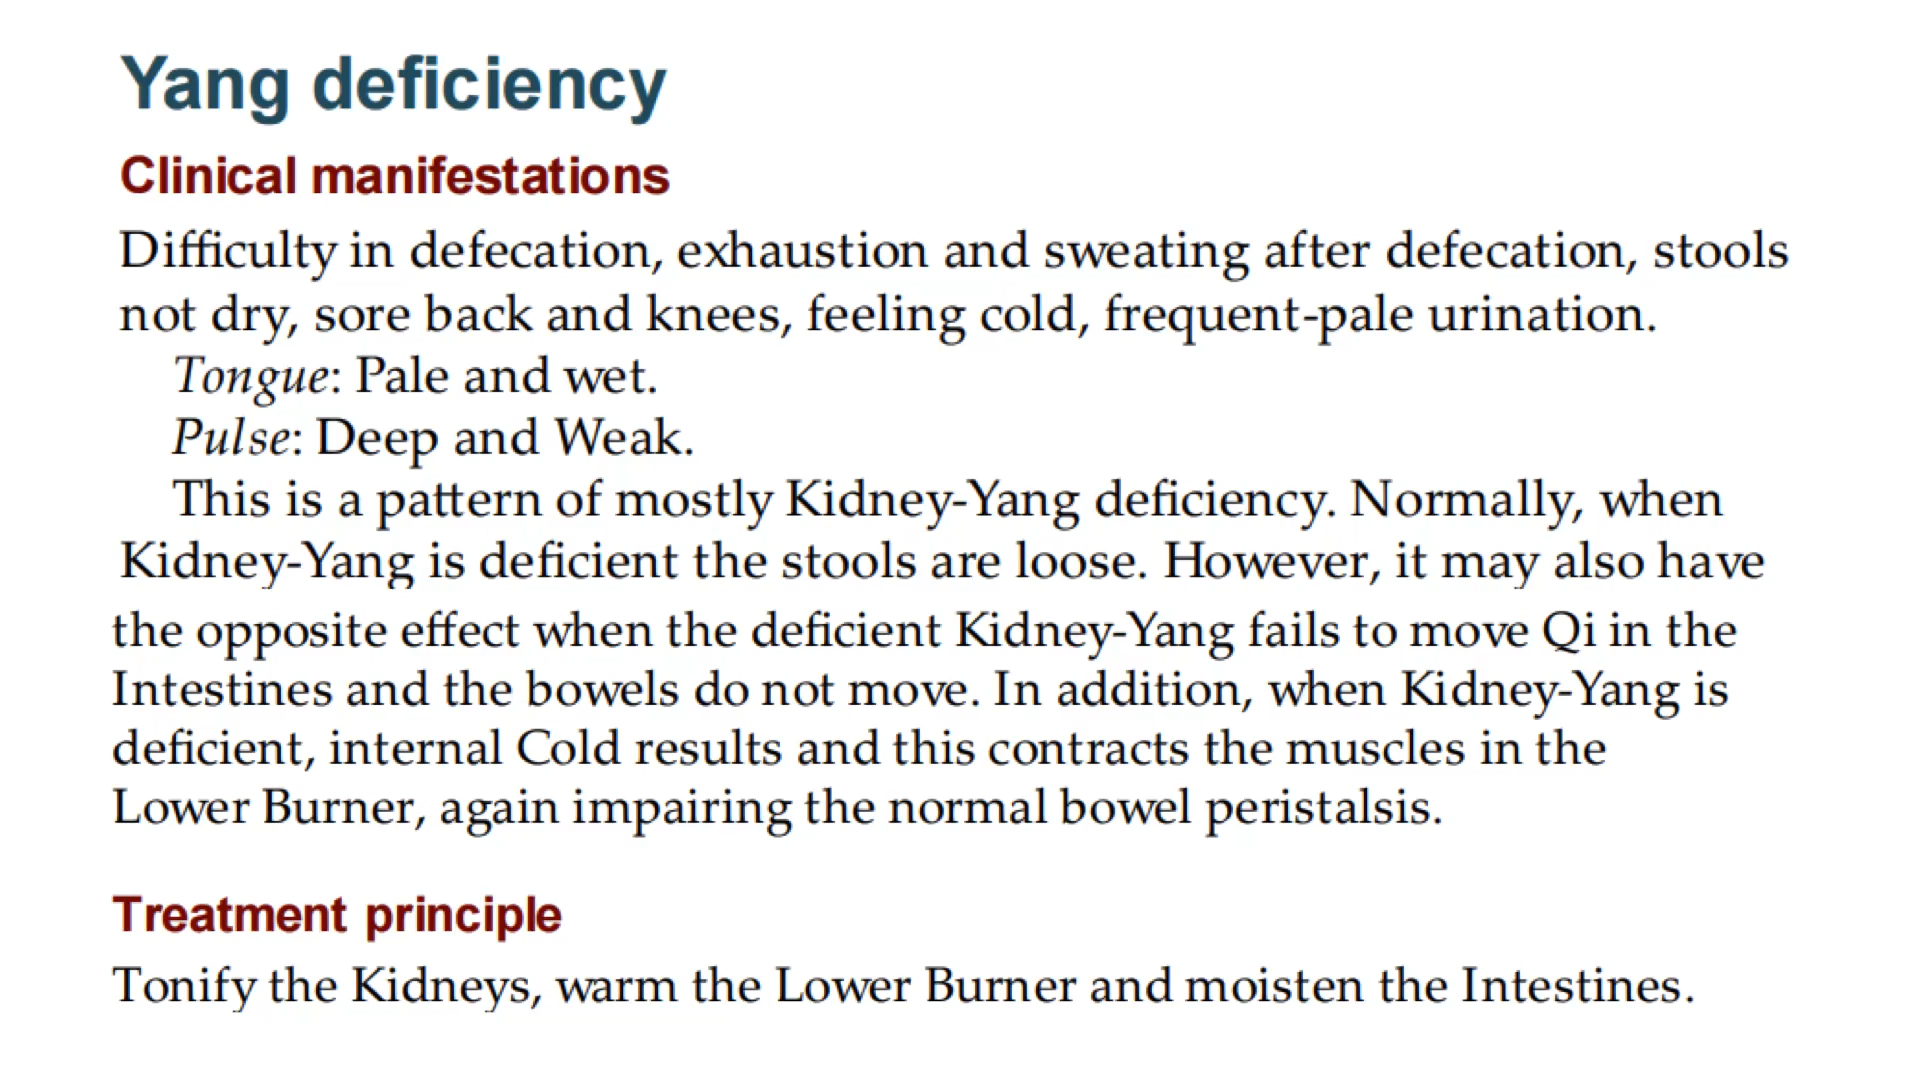 Yang deficiency
Clinical manifestations
Difficulty in defecation, exhaustion and sweating after defecation, stools
not dry, sore back and knees, feeling cold, frequent-pale urination.
Tongue: Pale and wet.
Pulse: Deep and Weak.
This is a pattern of mostly Kidney-Yang deficiency. Normally, when
Kidney-Yang is deficient the stools are loose. However, it may also have
the opposite effect when the deficient Kidney-Yang fails to move Qi in the
Intestines and the bowels do not move. In addition, when Kidney-Yang is
deficient, internal Cold results and this contracts the muscles in the
Lower Burner, again impairing the normal bowel peristalsis.
Treatment principle
Tonify the Kidneys, warm the Lower Burner and moisten the Intestines.